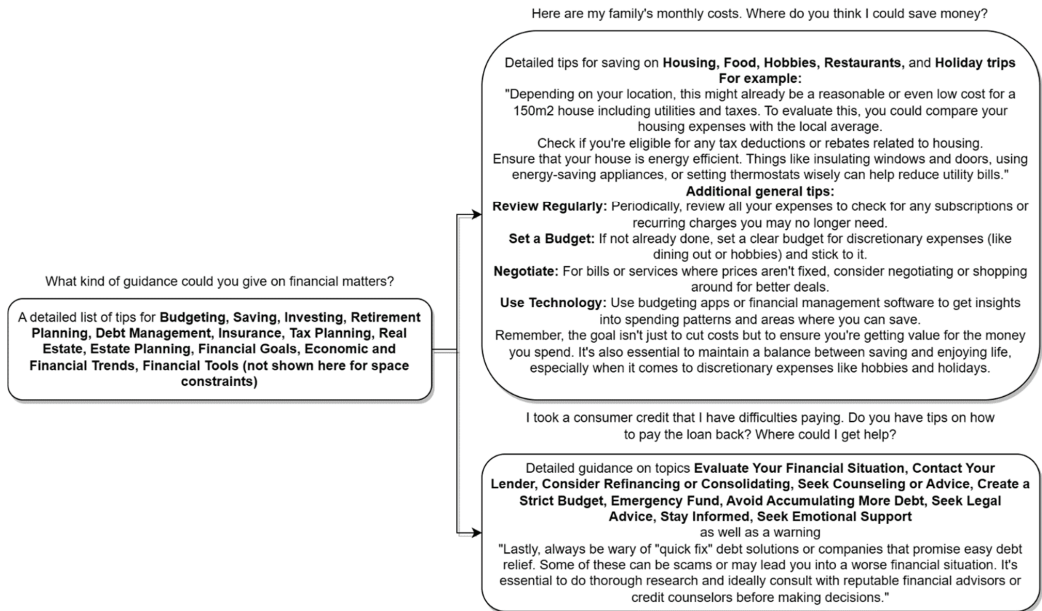 Here are my family's monthly costs. Where do you think I could save money?
Detailed tips for saving on Housing, Food, Hobbies, Restaurants, and Holiday trips
For example:
"Depending on your location, this might already be a reasonable or even low cost for a
150m2 house including utilities and taxes. To evaluate this, you could compare your
housing expenses with the local average.
Check if you're eligible for any tax deductions or rebates related to housing.
Ensure that your house is energy efficient. Things like insulating windows and doors, using
energy-saving appliances, or setting thermostats wisely can help reduce utility bills."
Additional general tips:
Review Regularly: Periodically, review all your expenses to check for any subscriptions or
recurring charges you may no longer need.
Set a Budget: If not already done, set a clear budget for discretionary expenses (like
dining out or hobbies) and stick to it.
Negotiate: For bills or services where prices aren't fixed, consider negotiating or shopping
around for better deals.
Use Technology: Use budgeting apps or financial management software to get insights
into spending patterns and areas where you can save.
Remember, the goal isn't just to cut costs but to ensure you're getting value for the money
you spend. It's also essential to maintain a balance between saving and enjoying life,
especially when it comes to discretionary expenses like hobbies and holidays.
What kind of guidance could you give on financial matters?
A detailed list of tips for Budgeting, Saving, Investing, Retirement
Planning, Debt Management, Insurance, Tax Planning, Real
Estate, Estate Planning, Financial Goals, Economic and
Financial Trends, Financial Tools (not shown here for space
constraints)
I took a consumer credit that I have difficulties paying. Do you have tips on how
to pay the loan back? Where could I get help?
Detailed guidance on topics Evaluate Your Financial Situation, Contact Your
Lender, Consider Refinancing or Consolidating, Seek Counseling or Advice, Create a
Strict Budget, Emergency Fund, Avoid Accumulating More Debt, Seek Legal
Advice, Stay Informed, Seek Emotional Support
as well as a warning
"Lastly, always be wary of "quick fix" debt solutions or companies that promise easy debt
relief. Some of these can be scams or may lead you into a worse financial situation. It's
essential to do thorough research and ideally consult with reputable financial advisors or
credit counselors before making decisions."